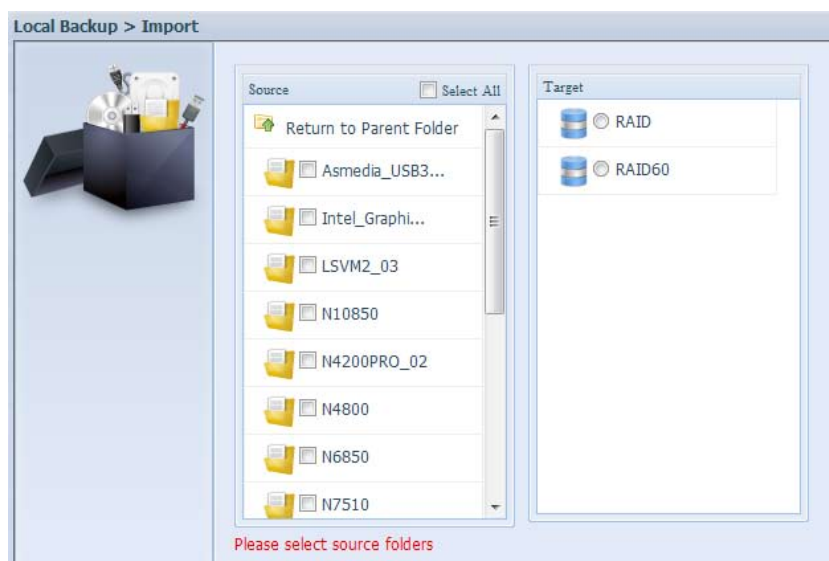 Local Backup > Import
Source
Select All
Return to Parent Folder
Asmedia_USB3...
Intel_Graphi...
LSVM2_03
N10850
N4200PRO_02
N4800
N6850
N7510
Please select source folders
Target
RAID
RAID60